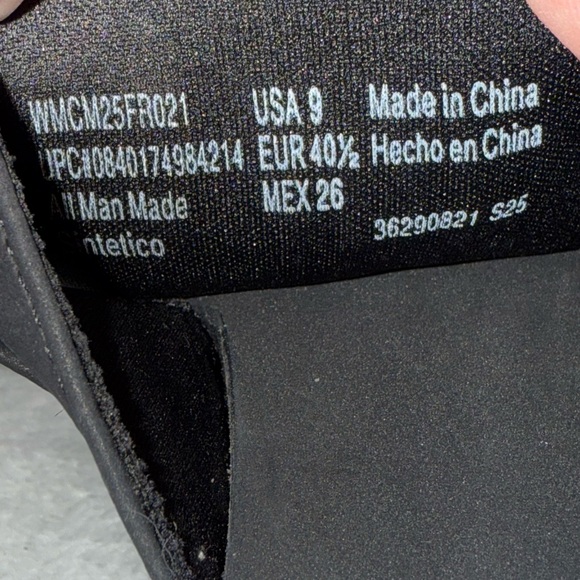 WMCM25FR021
UPC#0840174984214
All Man Made
USA 9
EUR 40½
MEX 26
Made in China
Hecho en China
36290821 S25